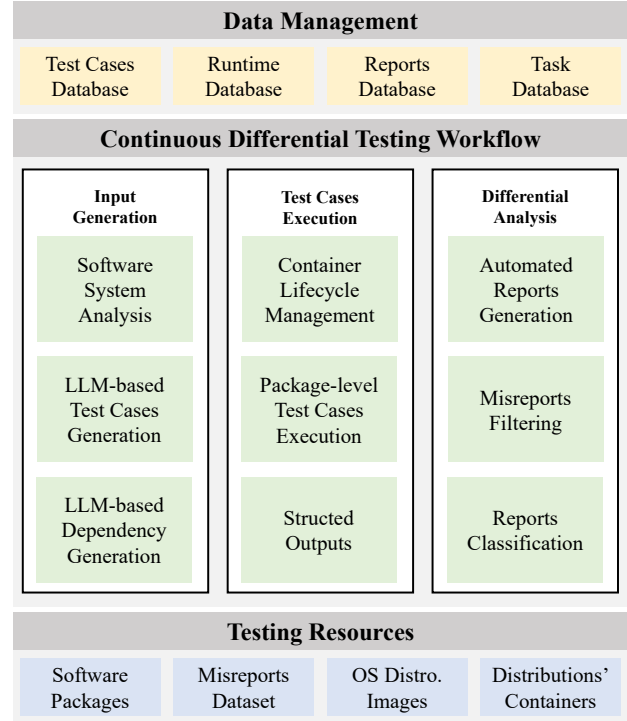 Data Management
Test Cases
Database
Runtime
Database
Reports
Database
Task
Database
Continuous Differential Testing Workflow
Input
Generation
Software
System
Analysis
LLM-based
Test Cases
Generation
LLM-based
Dependency
Generation
Test Cases
Execution
Container
Lifecycle
Management
Package-level
Test Cases
Execution
Structed
Outputs
Differential
Analysis
Automated
Reports
Generation
Misreports
Filtering
Reports
Classification
Testing Resources
Software
Packages
Misreports
Dataset
OS Distro.
Images
Distributions’
Containers